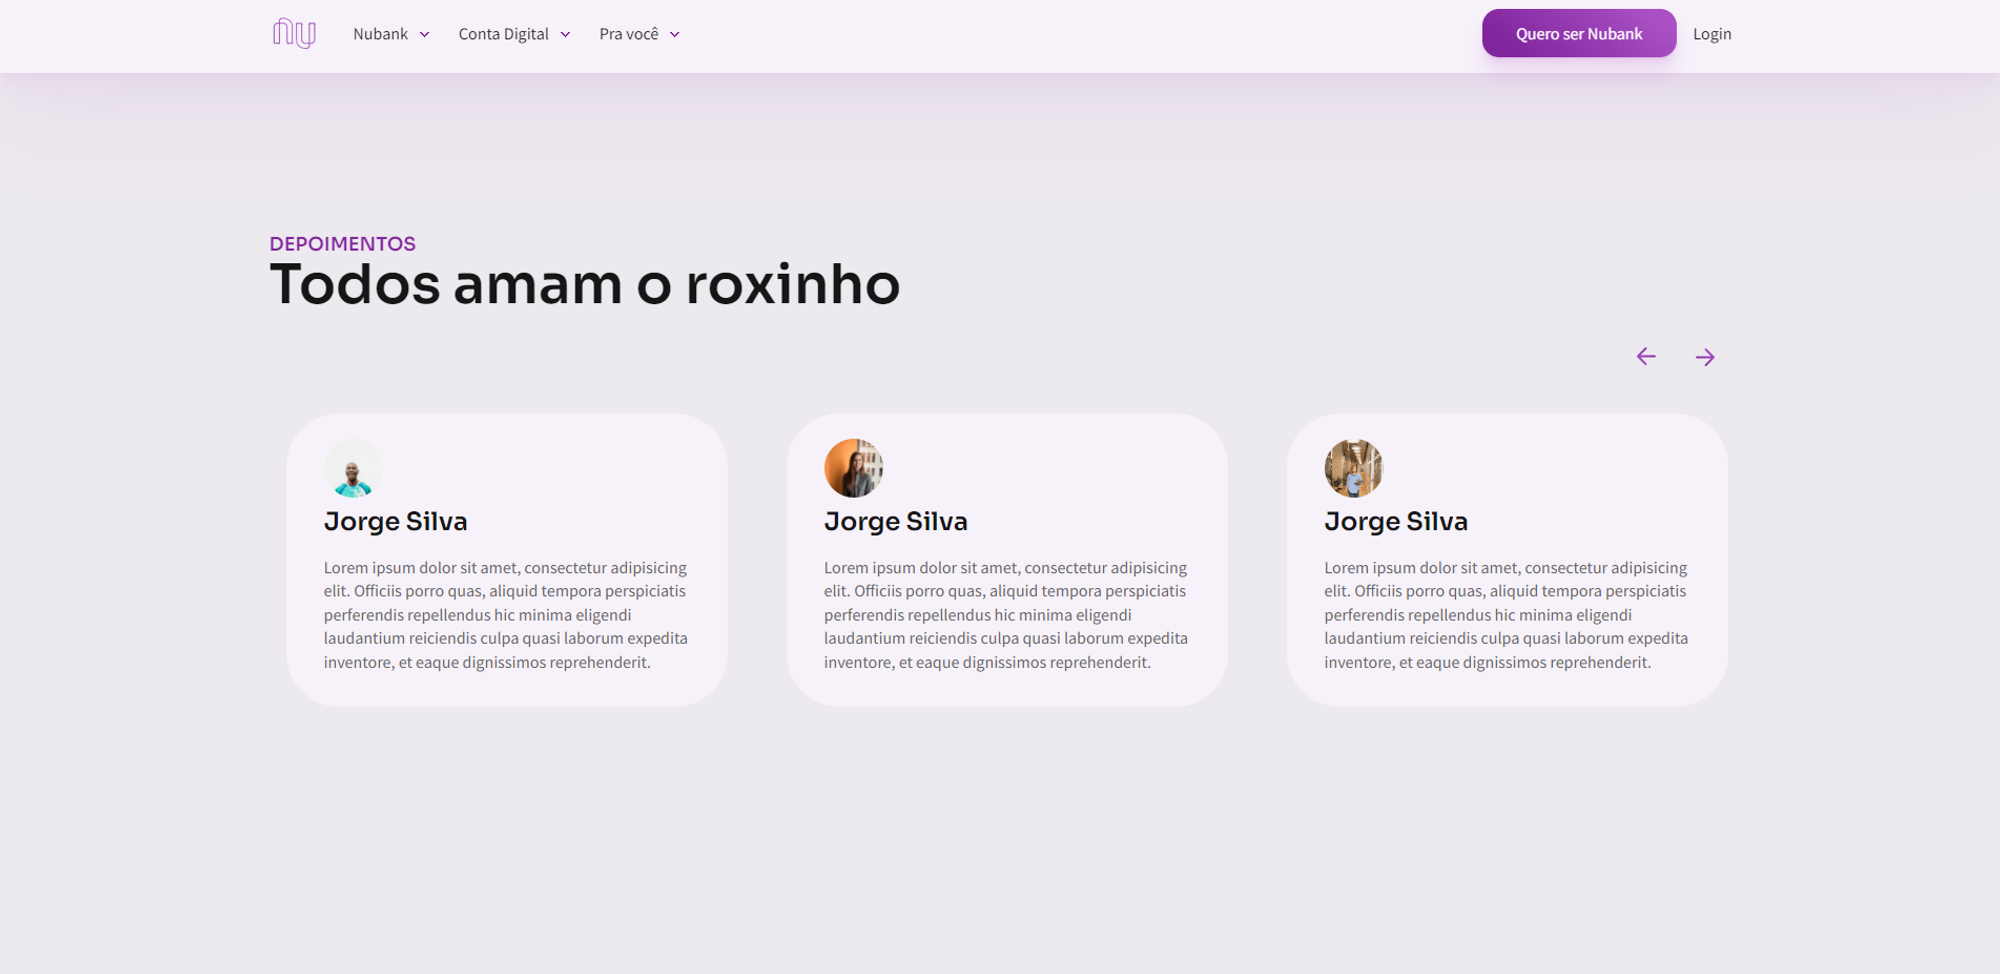 nu
Nubank
Conta Digital
Pra você
Quero ser Nubank
Login
DEPOIMENTOS
Todos amam o roxinho
Jorge Silva
Lorem ipsum dolor sit amet, consectetur adipisicing
elit. Officiis porro quas, aliquid tempora perspiciatis
perferendis repellendus hic minima eligendi
laudantium reiciendis culpa quasi laborum expedita
inventore, et eaque dignissimos reprehenderit.
Jorge Silva
Lorem ipsum dolor sit amet, consectetur adipisicing
elit. Officiis porro quas, aliquid tempora perspiciatis
perferendis repellendus hic minima eligendi
laudantium reiciendis culpa quasi laborum expedita
inventore, et eaque dignissimos reprehenderit.
Jorge Silva
Lorem ipsum dolor sit amet, consectetur adipisicing
elit. Officiis porro quas, aliquid tempora perspiciatis
perferendis repellendus hic minima eligendi
laudantium reiciendis culpa quasi laborum expedita
inventore, et eaque dignissimos reprehenderit.